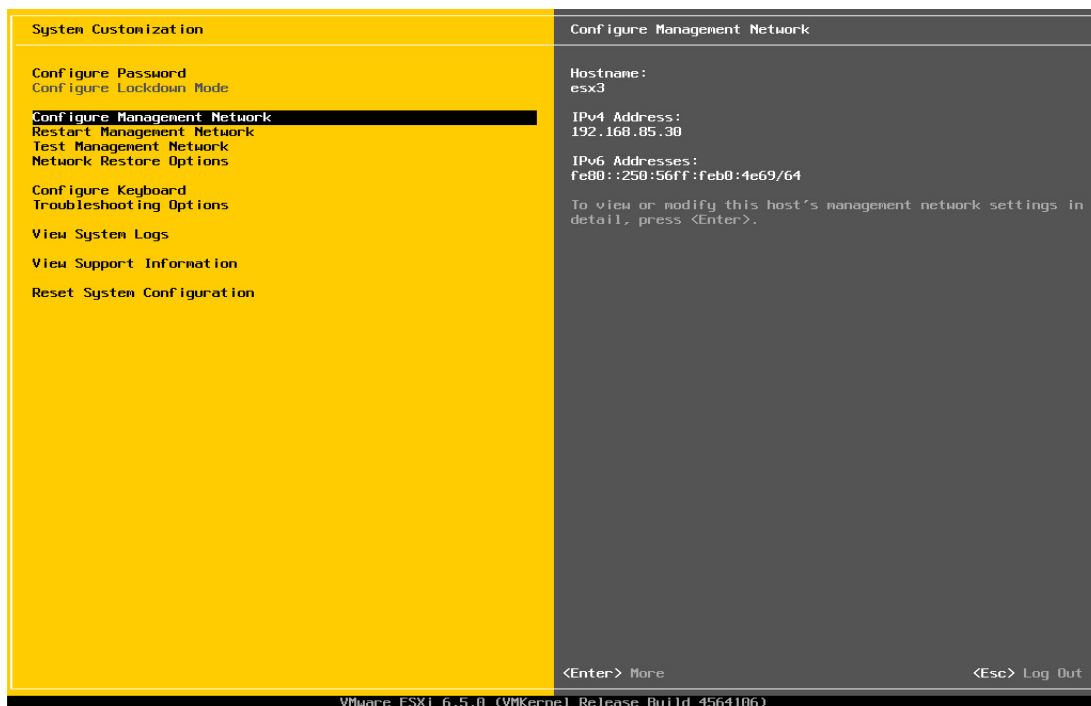 System Customization
Configure Password
Configure Lockdown Mode
Configure Management Network
Restart Management Network
Test Management Network
Network Restore Options
Configure Keyboard
Troubleshooting Options
View System Logs
View Support Information
Reset System Configuration
Configure Management Network
Hostname:
esx3
IPv4 Address:
192.168.85.30
IPv6 Addresses:
fe80::250:56ff:feb0:4e69/64
To view or modify this host's management network settings in
detail, press <Enter>.
<Enter> More
<Esc> Log Out
VMware ESXi 6.5.0 (VMKernel Release Build 4564106)